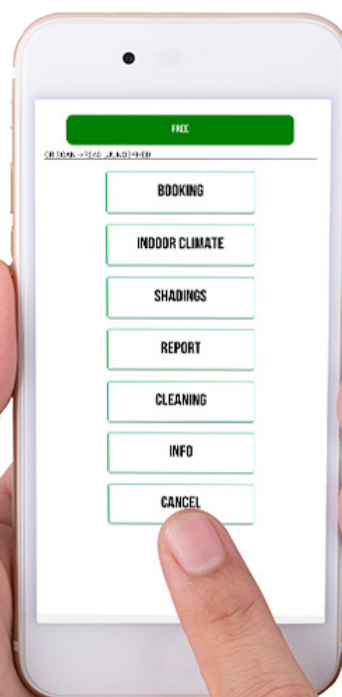 FREE
BOOKING
INDOOR CLIMATE
SHADINGS
REPORT
CLEANING
INFO
CANCEL